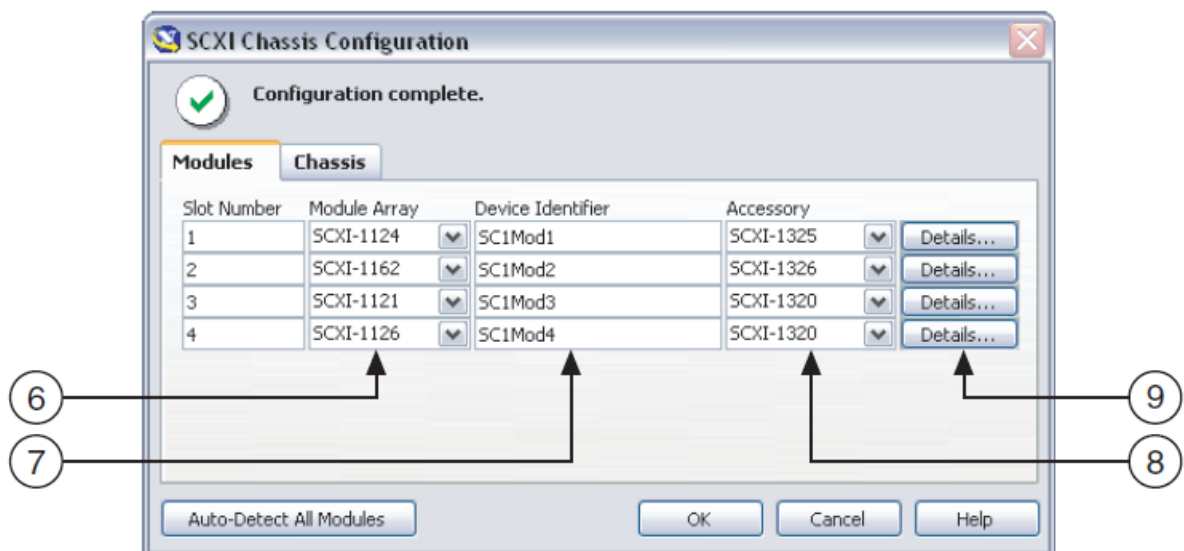 SCXI Chassis Configuration
Configuration complete.
Modules Chassis
Slot Number Module Array Device Identifier Accessory
1 SCXI-1124 SC1Mod1 SCXI-1325 Details...
2 SCXI-1162 SC1Mod2 SCXI-1326 Details...
3 SCXI-1121 SC1Mod3 SCXI-1320 Details...
4 SCXI-1126 SC1Mod4 SCXI-1320 Details...
6 9
7 8
Auto-Detect All Modules OK Cancel Help